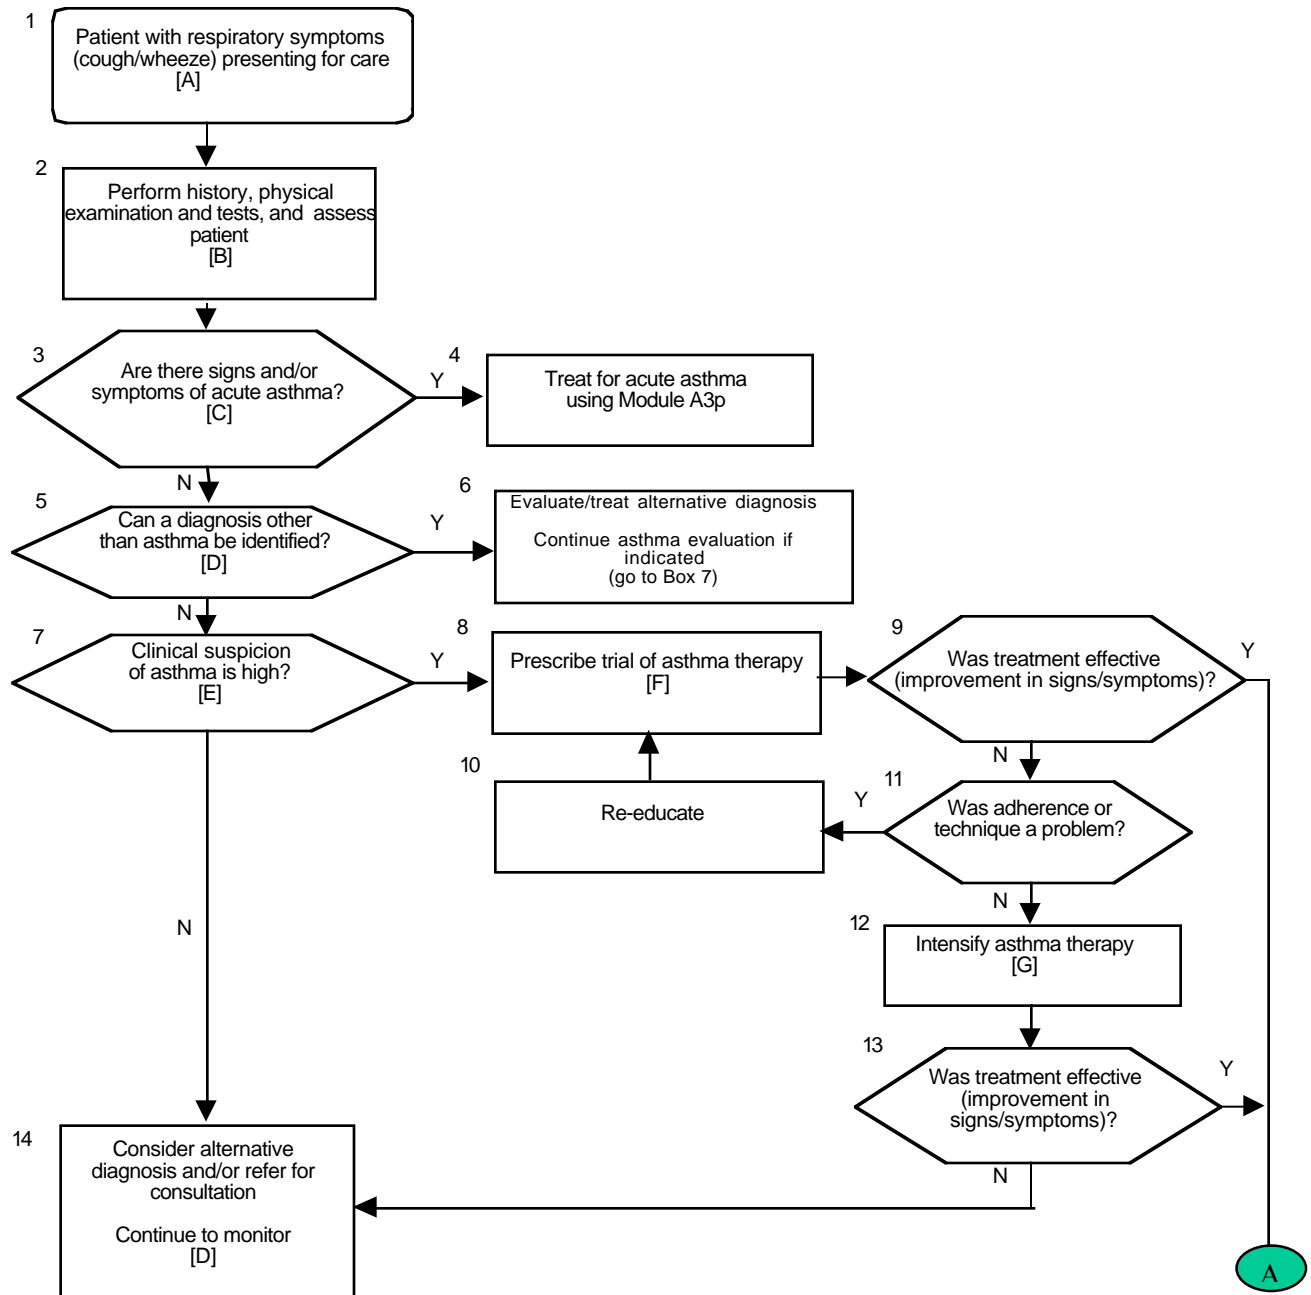 1
Patient with respiratory symptoms
(cough/wheeze) presenting for care
[A]
2
Perform history, physical
examination and tests, and assess
patient
[B]
3
Are there signs and/or
symptoms of acute asthma?
[C]
Y
4
Treat for acute asthma
using Module A3p
N
5
Can a diagnosis other
than asthma be identified?
[D]
Y
6
Evaluate/treat alternative diagnosis
Continue asthma evaluation if
indicated
(go to Box 7)
N
7
Clinical suspicion
of asthma is high?
[E]
Y
8
Prescribe trial of asthma therapy
[F]
9
Was treatment effective
(improvement in signs/symptoms)?
Y
N
10
Re-educate
Y
11
Was adherence or
technique a problem?
N
12
Intensify asthma therapy
[G]
13
Was treatment effective
(improvement in
signs/symptoms)?
Y
N
N
14
Consider alternative
diagnosis and/or refer for
consultation
Continue to monitor
[D]
A